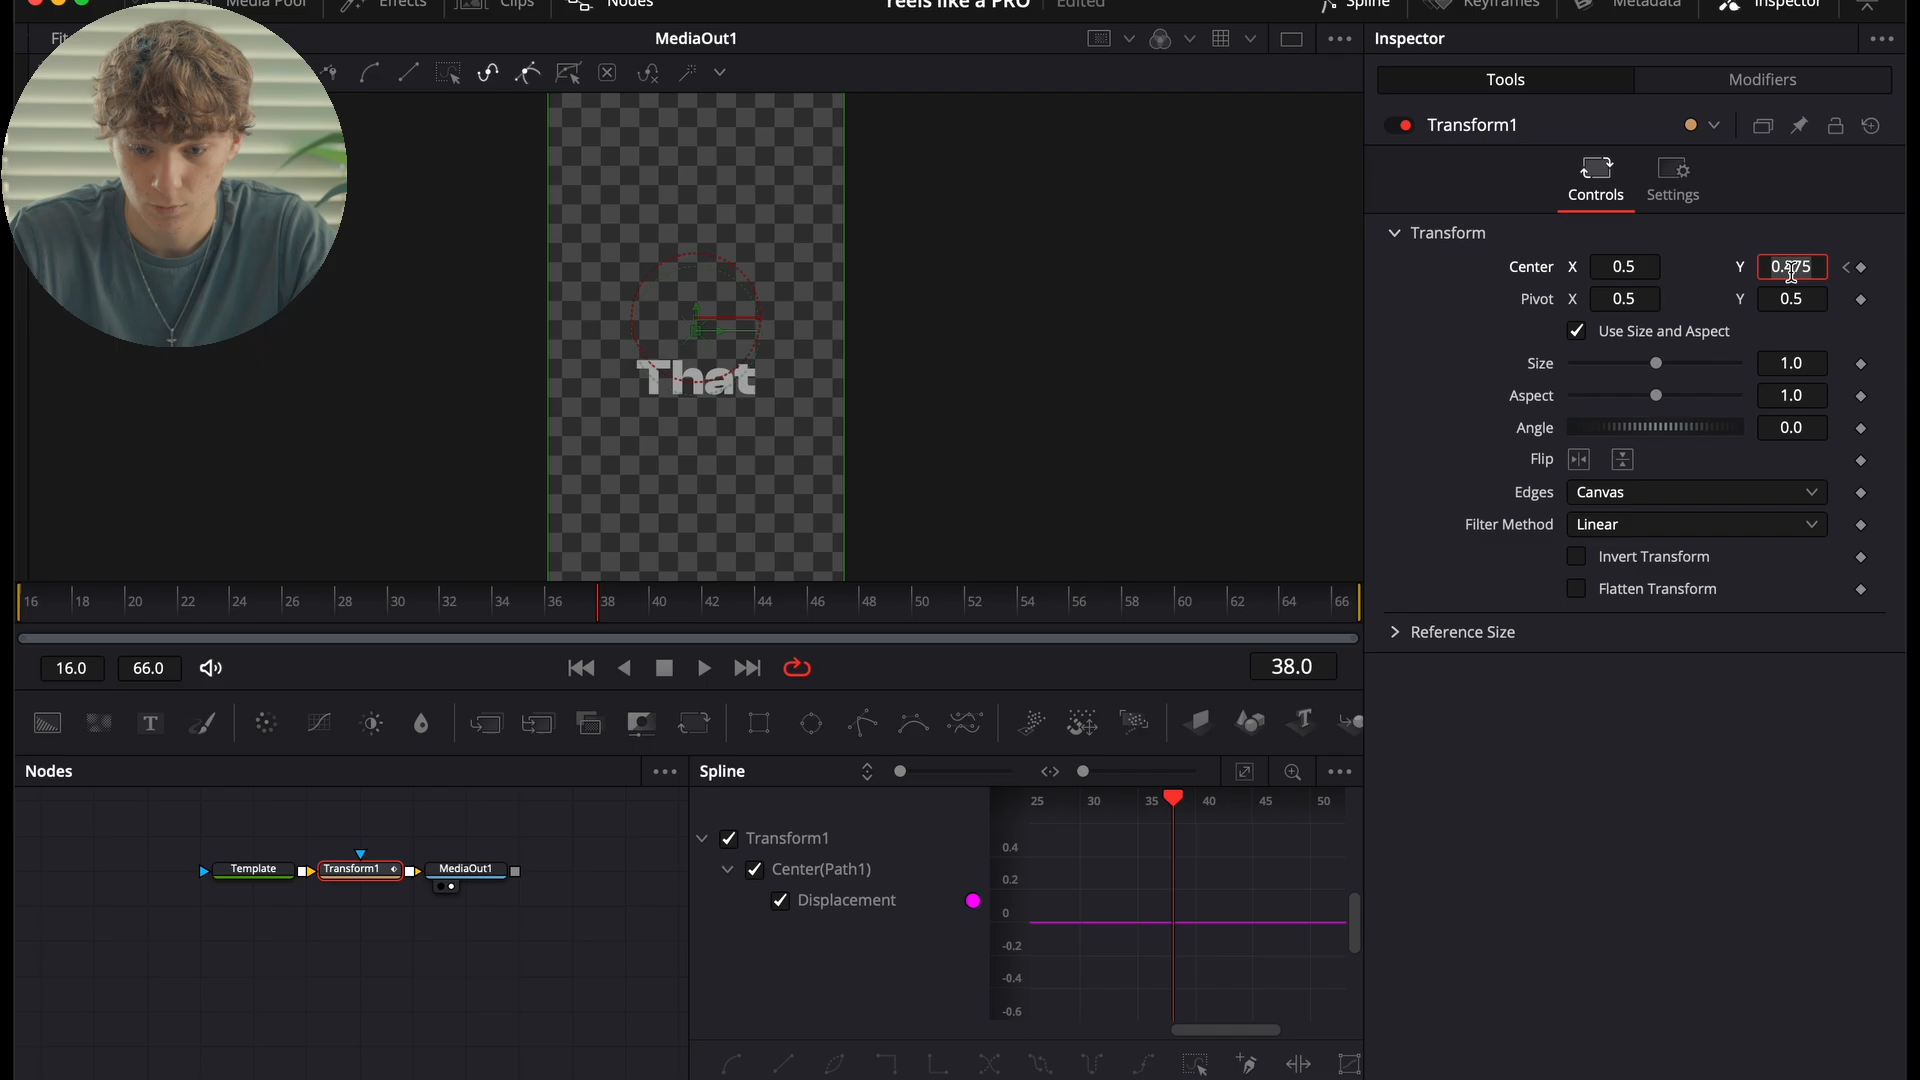 Media Pool
Effects
Clips
Nodes
reels like a PRO
Edited
Spline
Keyframes
Metadata
Inspector
Fit
MediaOut1
Inspector
Tools
Modifiers
Transform1
Controls
Settings
Transform
Center X 0.5 Y
Pivot X 0.5 Y 0.5
Use Size and Aspect
Size 1.0
Aspect 1.0
Angle 0.0
Flip
Edges Canvas
Filter Method Linear
Invert Transform
Flatten Transform
Reference Size
That
16 18 20 22 24 26 28 30 32 34 36 38 40 42 44 46 48 50 52 54 56 58 60 62 64 66
16.0 66.0 38.0
T
T
Nodes
Template
Transform1
MediaOut1
Spline
Transform1
Center(Path1)
Displacement
25 30 35 40 45 50
0.4
0.2
0
-0.2
-0.4
-0.6